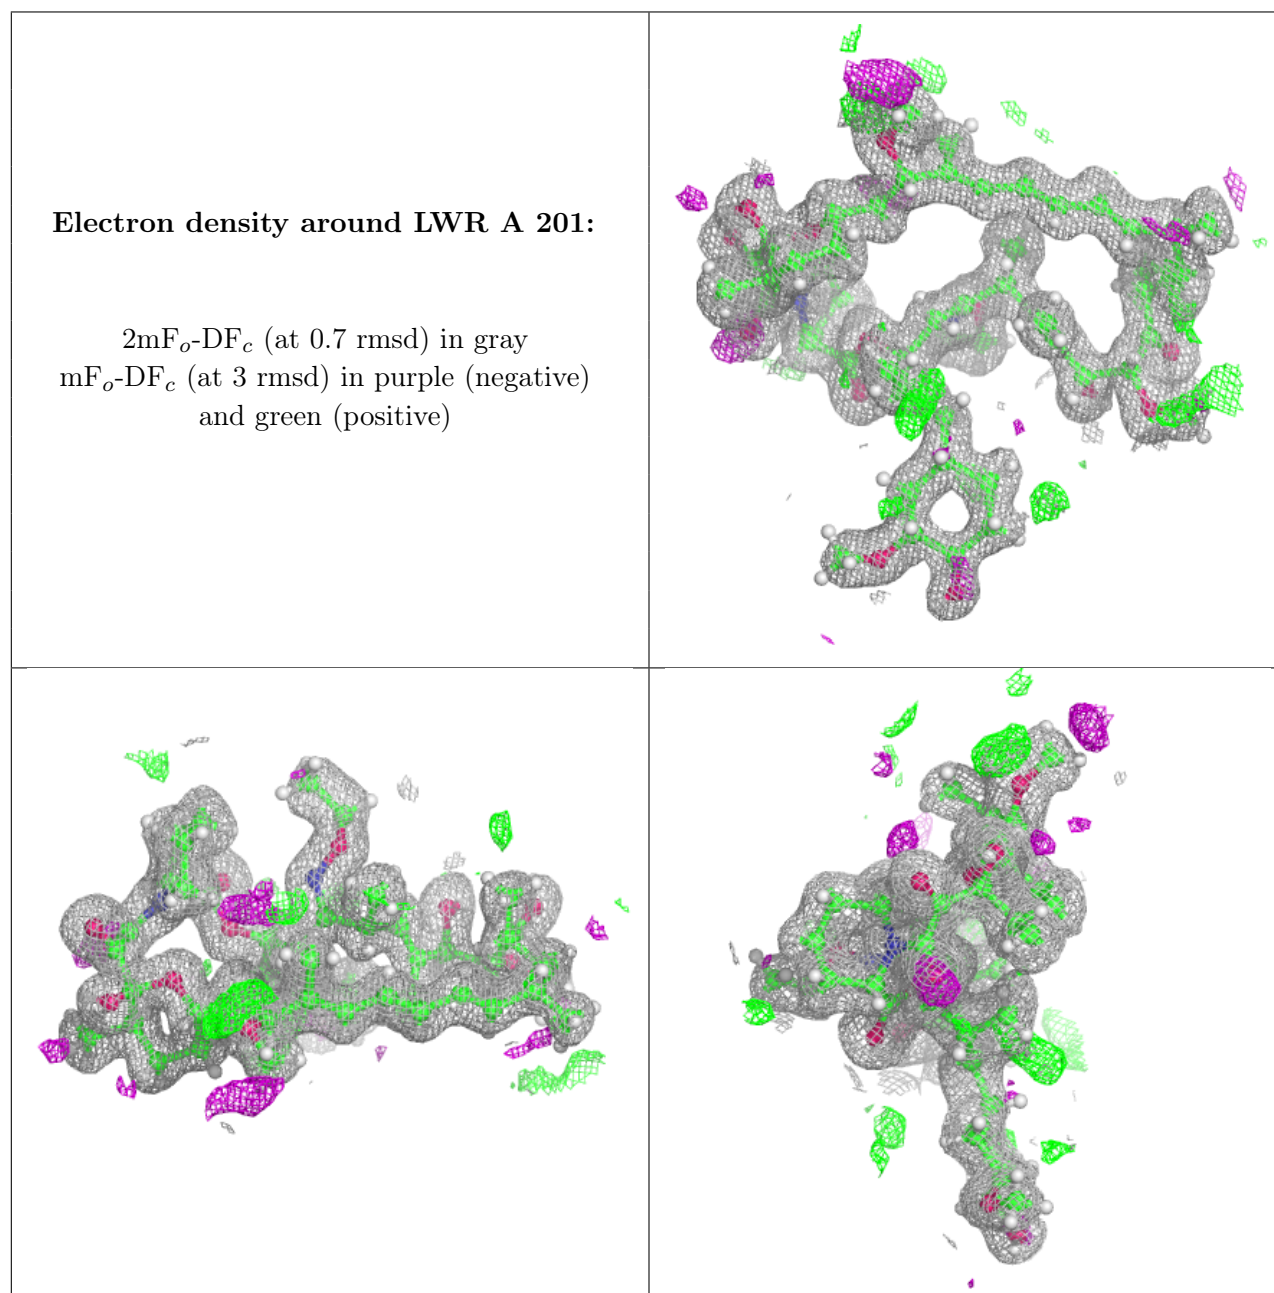 Electron density around LWR A 201:
2mFo-DFc (at 0.7 rmsd) in gray
mFo-DFc (at 3 rmsd) in purple (negative)
and green (positive)